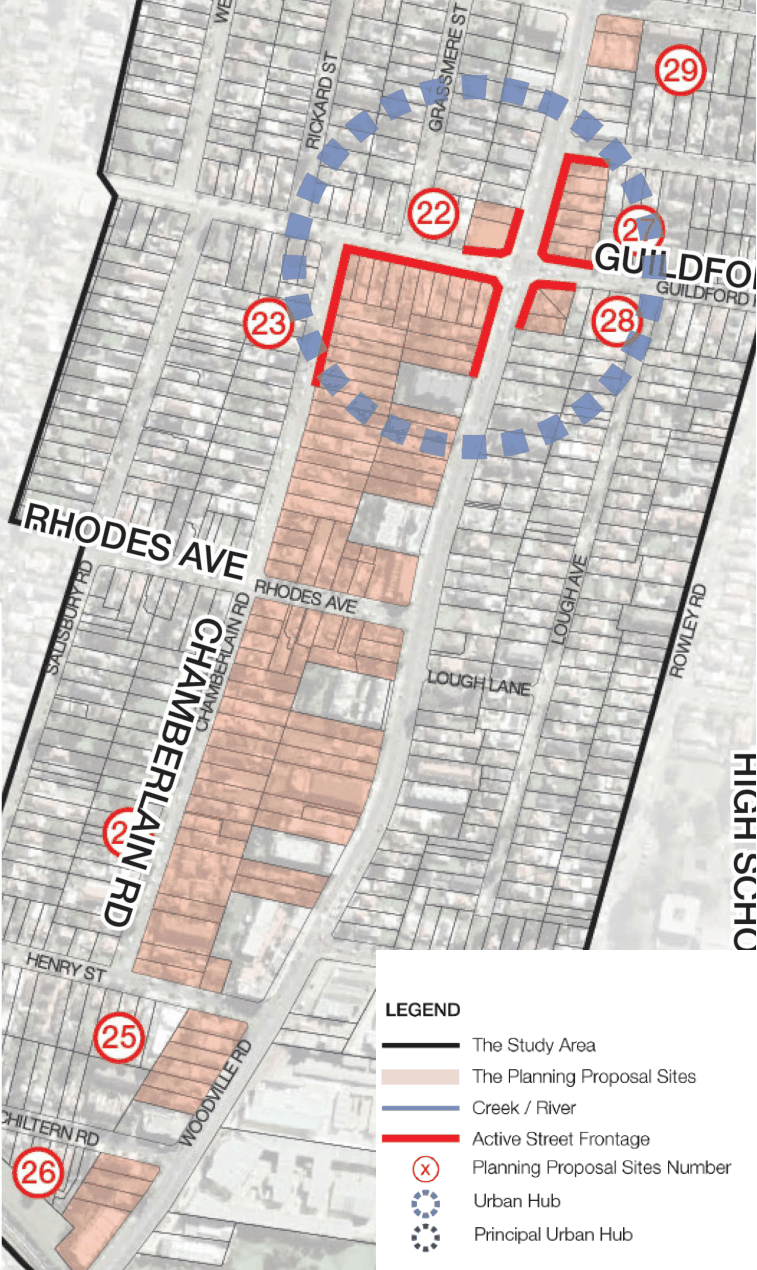 WE
RICKARD ST
GRASSMERE ST
29
22
27
GUILDFO
GUILDFORD
23
28
RHODES AVE
RHODES AVE
SALISBURY RD
CHAMBERLAIN RD
CHAMBERLAIN RD
LOUGH AVE
ROWLEY RD
LOUGH LANE
2
HIGH SCHO
HENRY ST
25
WOODVILLE RD
CHILTERN RD
26
LEGEND
The Study Area
The Planning Proposal Sites
Creek / River
Active Street Frontage
X Planning Proposal Sites Number
Urban Hub
Principal Urban Hub